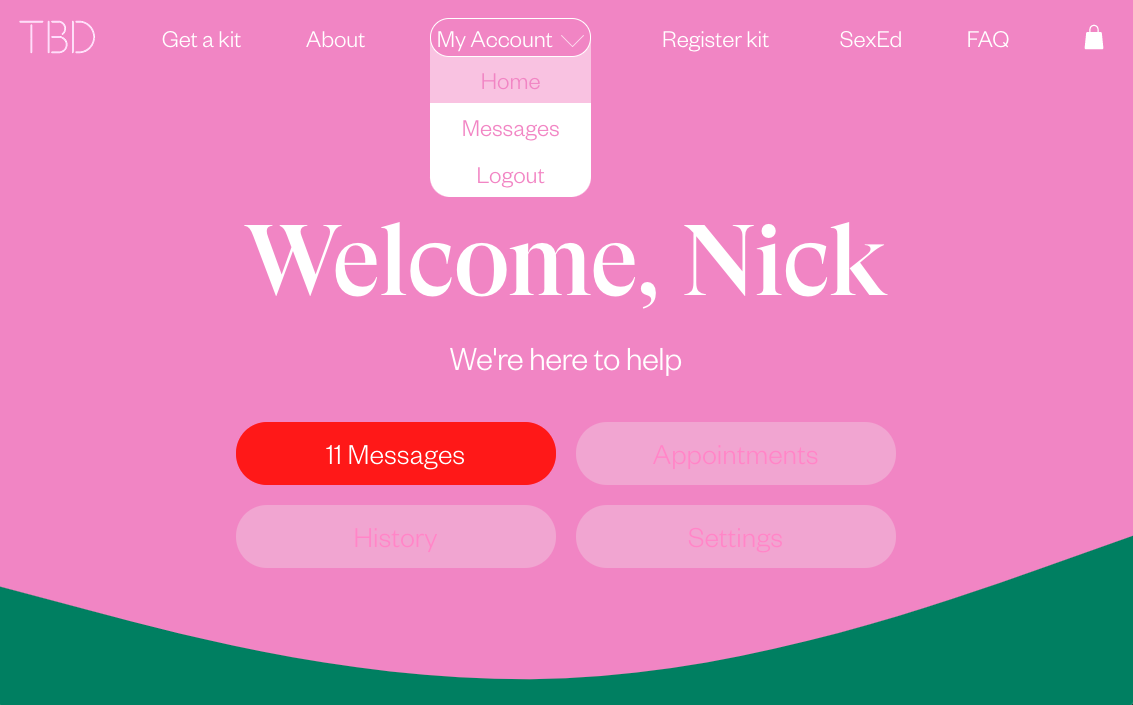 TBD Get a kit About My Account Register kit SexEd FAQ
Home
Messages
Logout
Welcome, Nick
We're here to help
11 Messages Appointments
History Settings